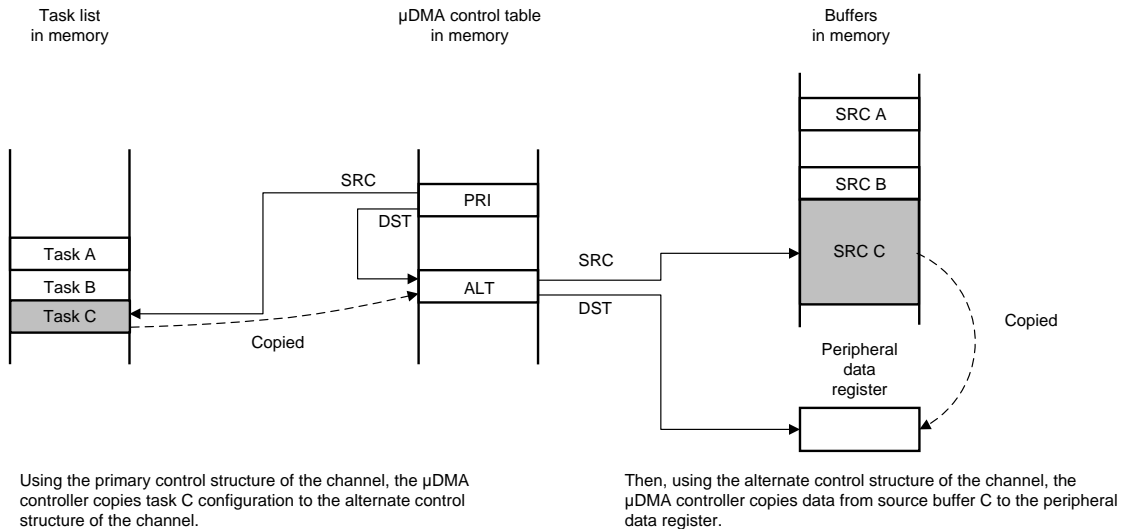 Task list
in memory
µDMA control table
in memory
Buffers
in memory
SRC A
SRC B
SRC C
SRC
PRI
DST
ALT
SRC
DST
Task A
Task B
Task C
Copied
Copied
Peripheral
data
register
Using the primary control structure of the channel, the µDMA
controller copies task C configuration to the alternate control
structure of the channel.
Then, using the alternate control structure of the channel, the
µDMA controller copies data from source buffer C to the peripheral
data register.